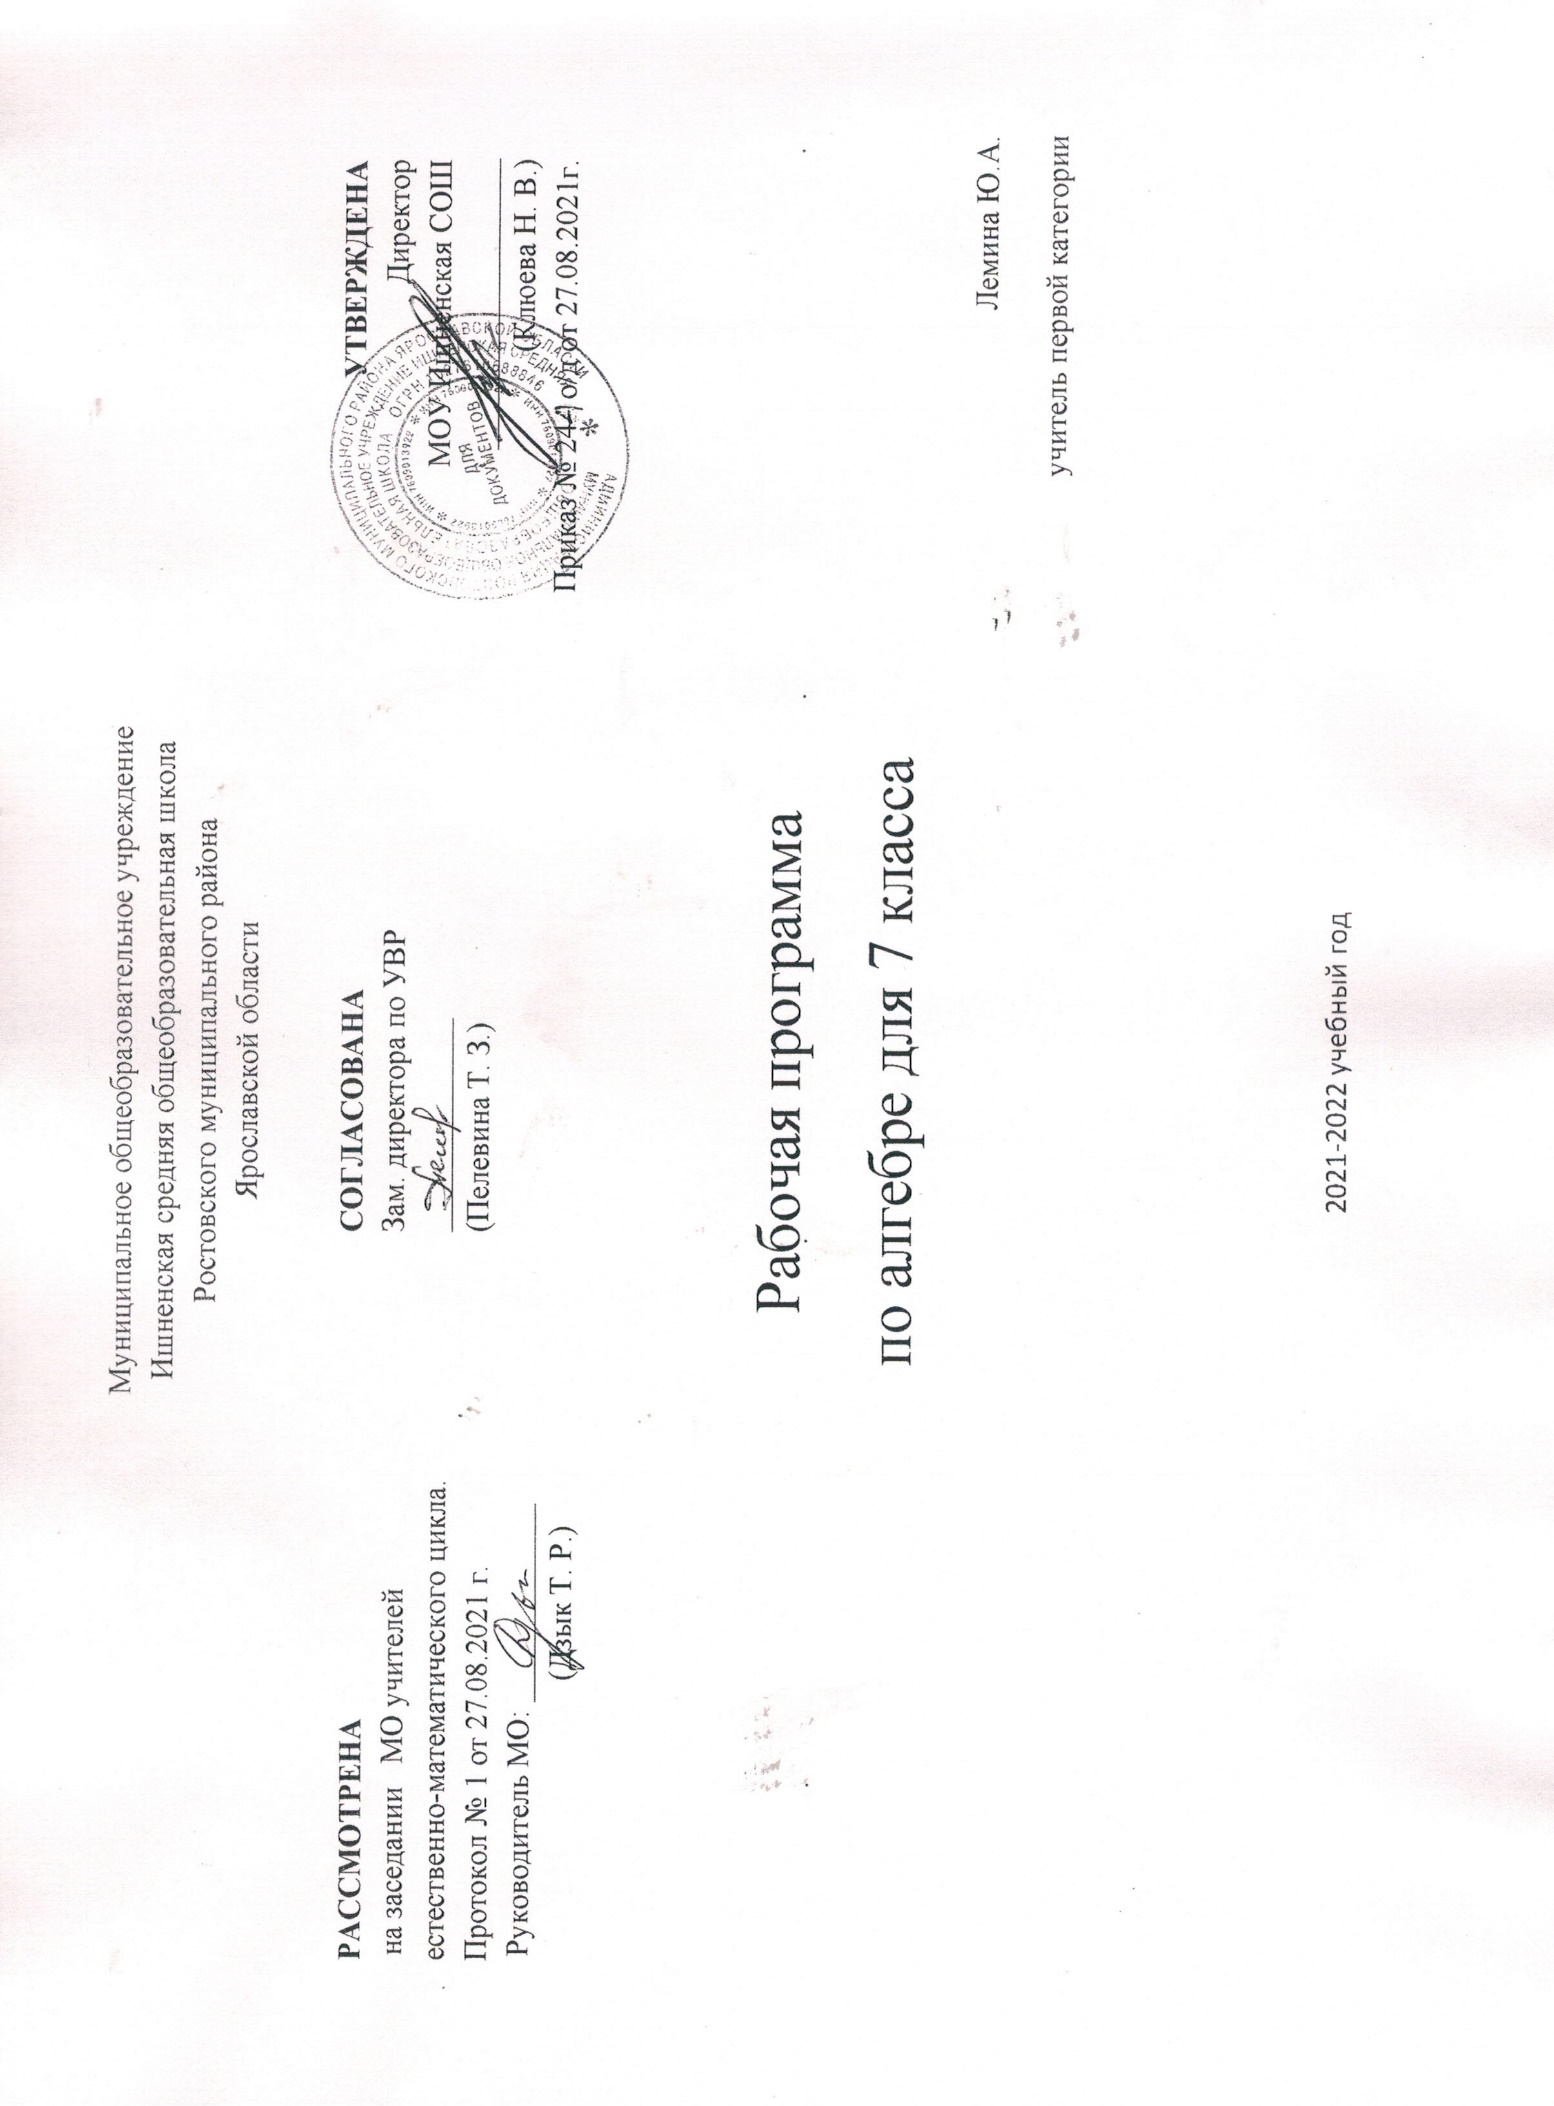 Муниципальное общеобразовательное учреждение
Ишненская средняя общеобразовательная школа
Ростовского муниципального района
Ярославской области
РАССМОТРЕНА
на заседании МО учителей
естественно-математического цикла.
Протокол № 1 от 27.08.2021 г.
Руководитель МО:
(Дзык Т. Р.)
СОГЛАСОВАНА
Зам. директора по УВР
(Пелевина Т. З.)
УТВЕРЖДЕНА
Директор
МОУ Ишненская СОШ
(Клюева Н. В.)
Приказ № от 27.08.2021г.
ДЛЯ
ДОКУМЕНТОВ
Рабочая программа
по алгебре для 7 класса
Лемина Ю.А.
учитель первой категории
2021-2022 учебный год